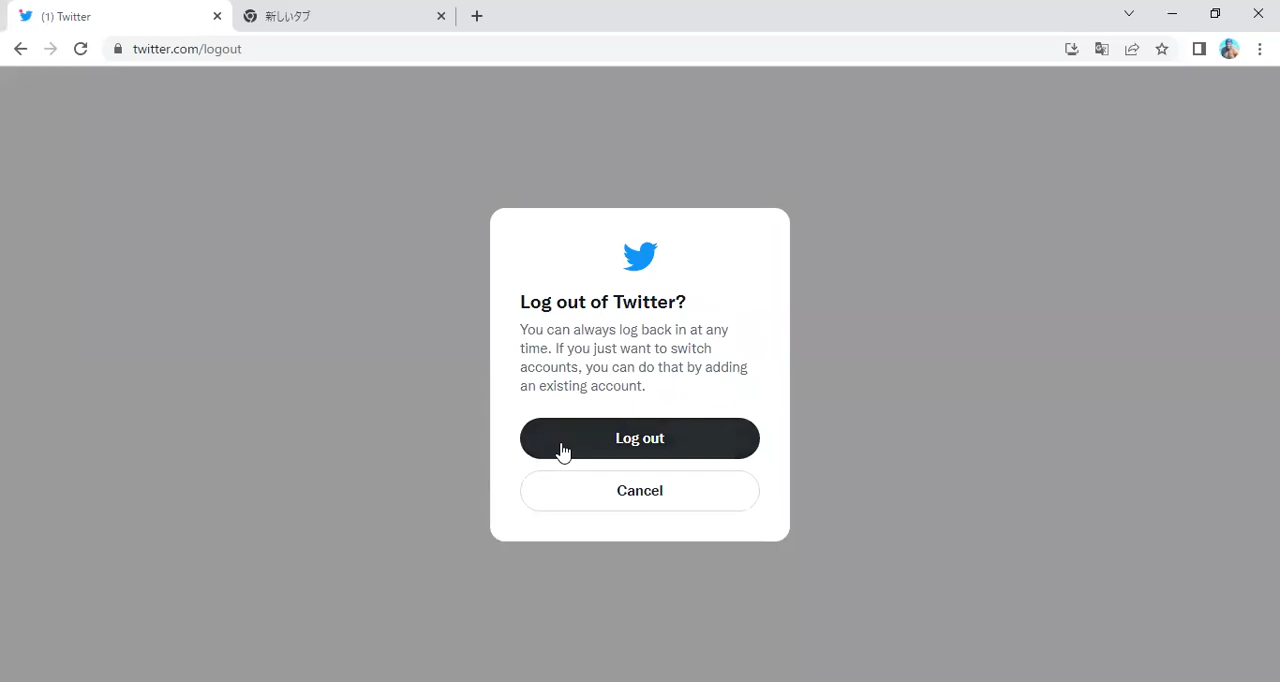 (1) Twitter
新しいタブ
twitter.com/logout
Log out of Twitter?
You can always log back in at any
time. If you just want to switch
accounts, you can do that by adding
an existing account.
Log out
Cancel